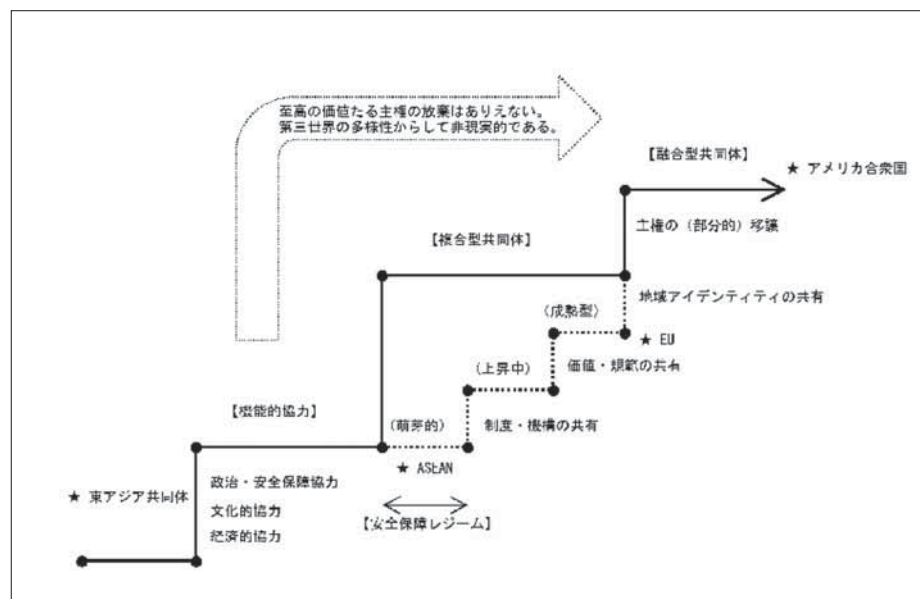 至高の価値たる主権の放棄はありえない。
第三世界の多様性からして非現実的である。
【融合型共同体】
★ アメリカ合衆国
主権の（部分的）移譲
【複合型共同体】
地域アイデンティティの共有
（成熟型）
★ EU
（上昇中）
価値・規範の共有
【機能的協力】
（萌芽的）
制度・機構の共有
★ ASEAN
政治・安全保障協力
★ 東アジア共同体
文化的協力
【安全保障レジーム】
経済的協力